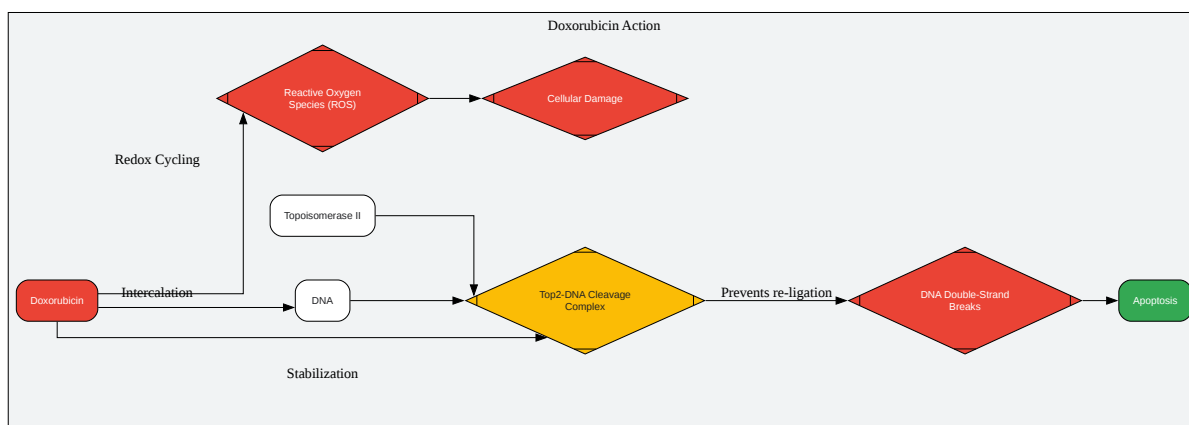 Doxorubicin Action
Reactive Oxygen
Species (ROS)
Cellular Damage
Redox Cycling
Topoisomerase II
Doxorubicin
Intercalation
DNA
Top2-DNA Cleavage
Complex
Prevents re-ligation
DNA Double-Strand
Breaks
Apoptosis
Stabilization